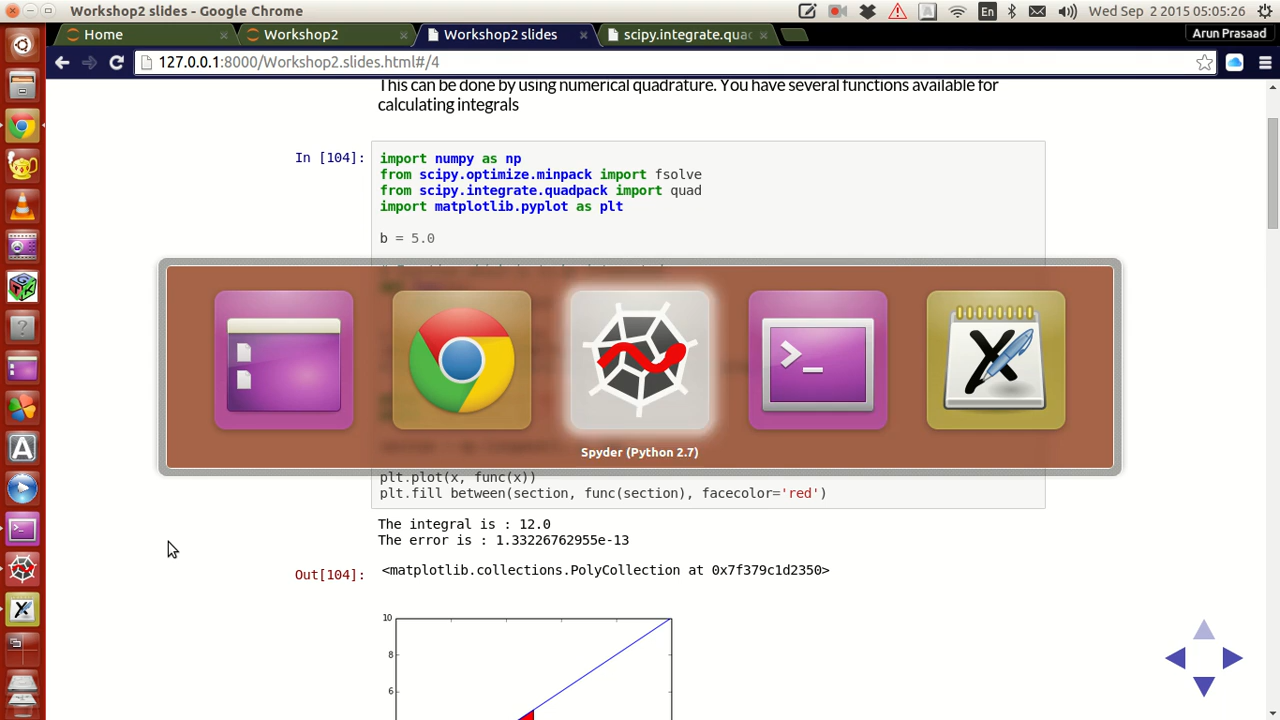 Workshop2 slides - Google Chrome
En
Wed Sep 2 2015 05:05:26
Home
Workshop2
Workshop2 slides
scipy.integrate.quad
Arun Prasaad
127.0.0.1:8000/Workshop2.slides.html#/4
This can be done by using numerical quadrature. You have several functions available for
calculating integrals
In [104]:
import numpy as np
from scipy.optimize.minpack import fsolve
from scipy.integrate.quadpack import quad
import matplotlib.pyplot as plt
b = 5.0
Spyder (Python 2.7)
plt.plot(x, func(x))
plt.fill between(section, func(section), facecolor='red')
The integral is : 12.0
The error is : 1.33226762955e-13
Out[104]:
<matplotlib.collections.PolyCollection at 0x7f379c1d2350>
10
8
6